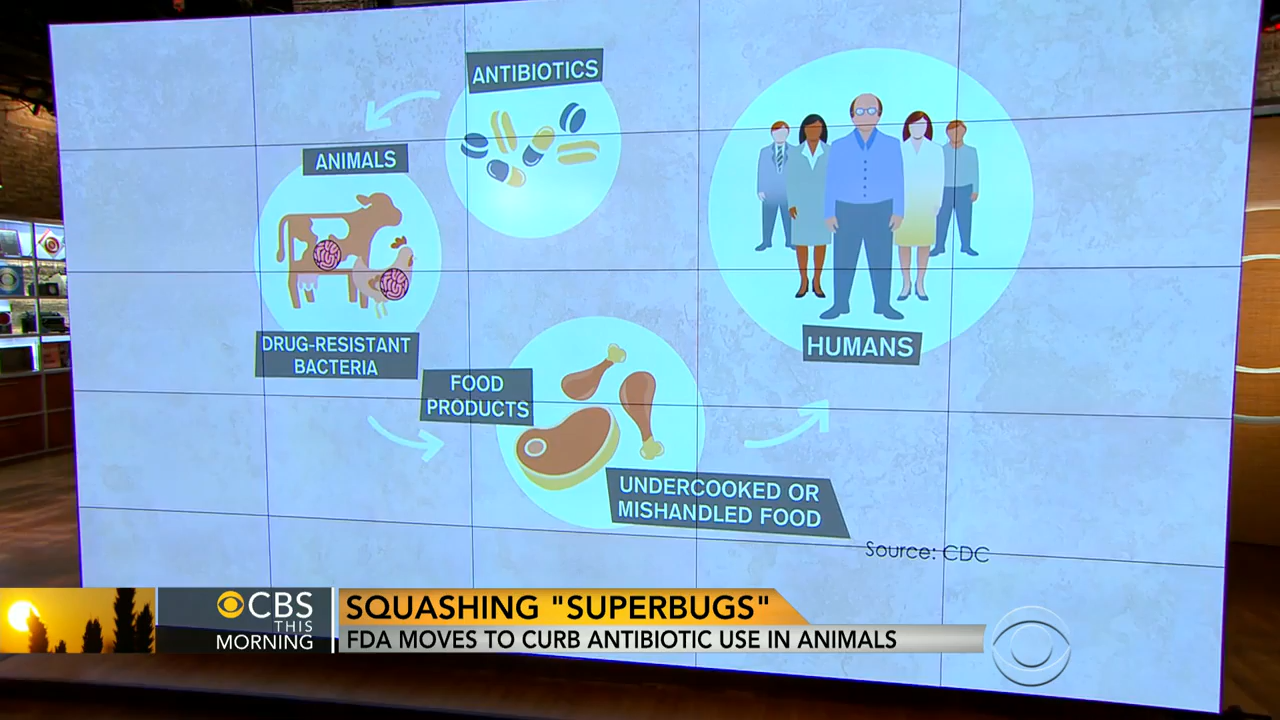 ANTIBIOTICS
ANIMALS
DRUG-RESISTANT
BACTERIA
FOOD
PRODUCTS
UNDERCOOKED OR
MISHANDLED FOOD
HUMANS
Source: CDC
CBS
THIS
MORNING
SQUASHING "SUPERBUGS"
FDA MOVES TO CURB ANTIBIOTIC USE IN ANIMALS